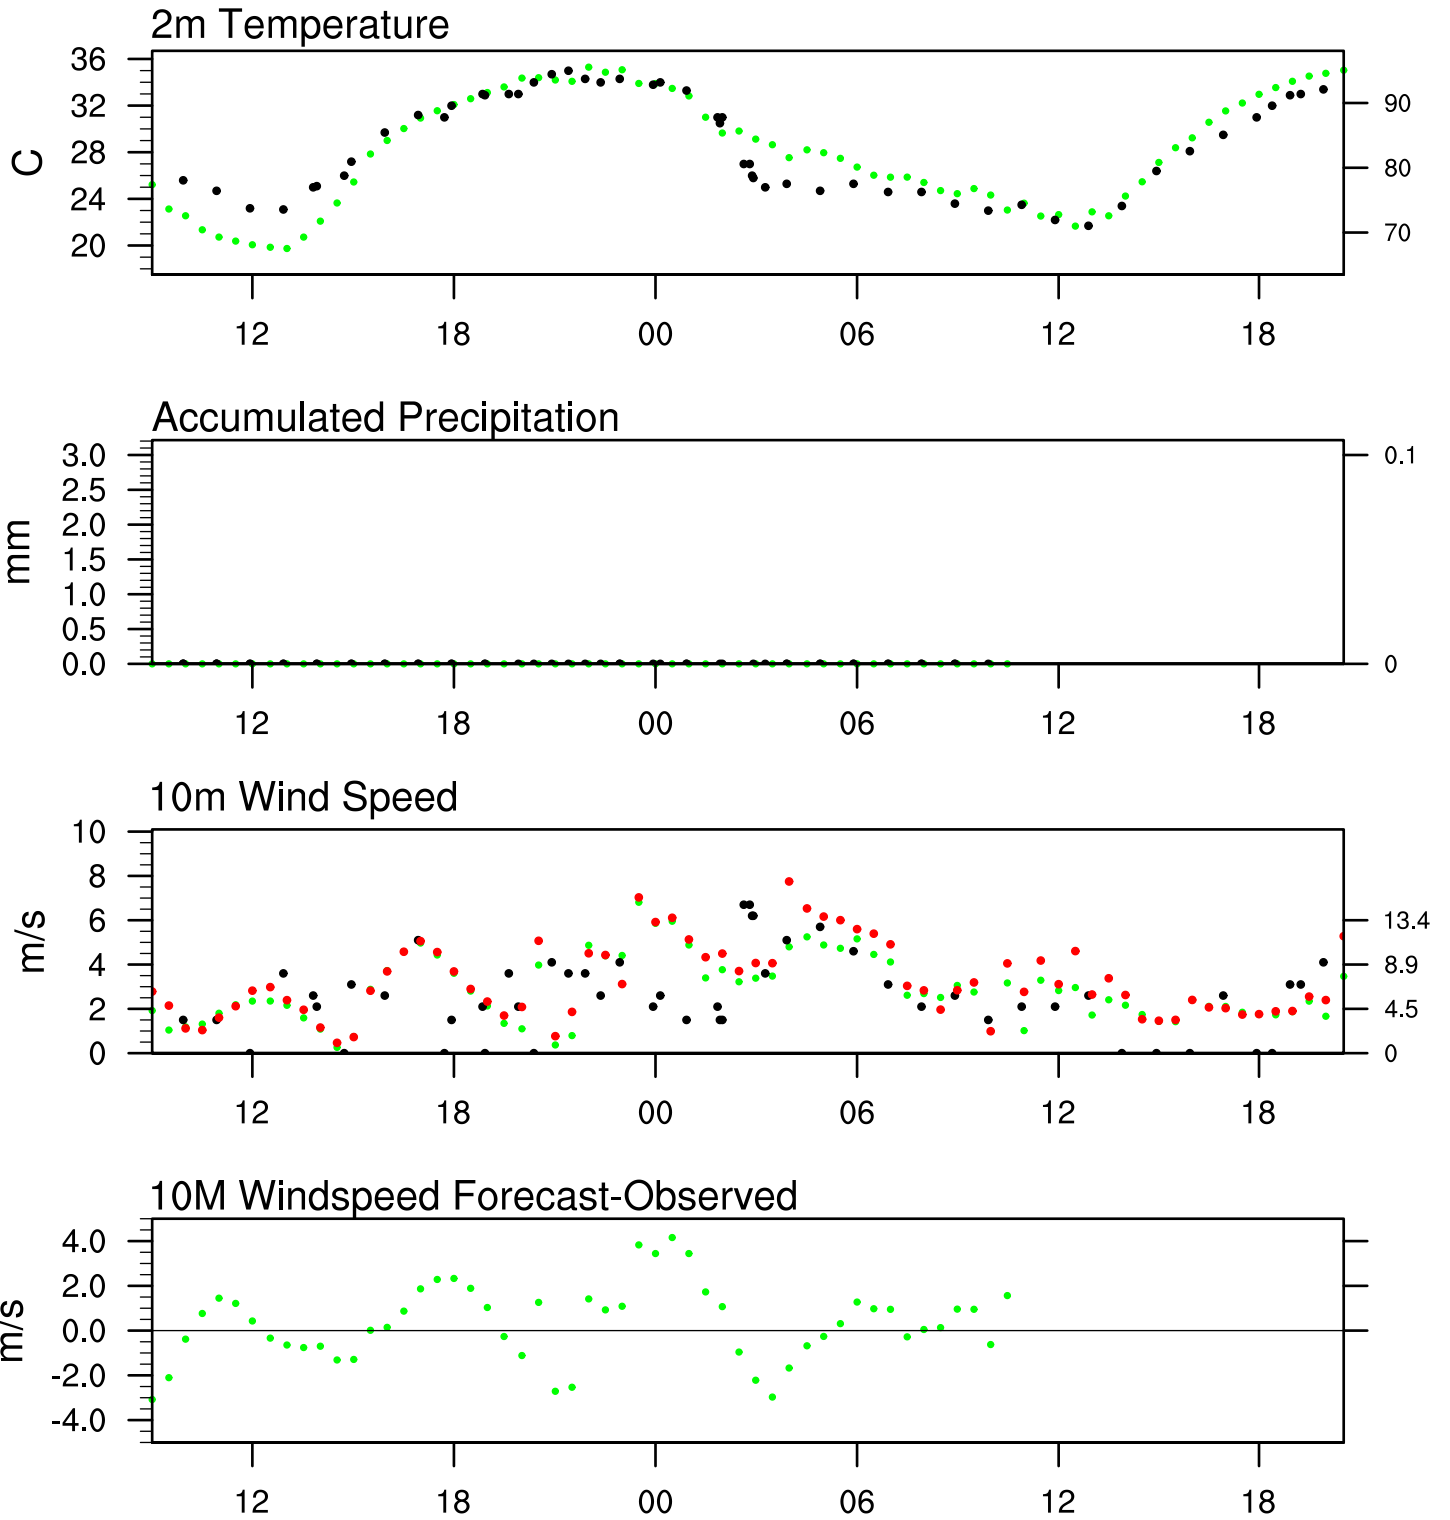 2m Temperature
36
32
28
24
20
C
90
80
70
12 18 00 06 12 18
Accumulated Precipitation
3.0
2.5
2.0
1.5
1.0
0.5
0.0
mm
0.1
0
12 18 00 06 12 18
10m Wind Speed
10
8
6
4
2
0
m/s
13.4
8.9
4.5
0
12 18 00 06 12 18
10M Windspeed Forecast-Observed
4.0
2.0
0.0
-2.0
-4.0
m/s
12 18 00 06 12 18